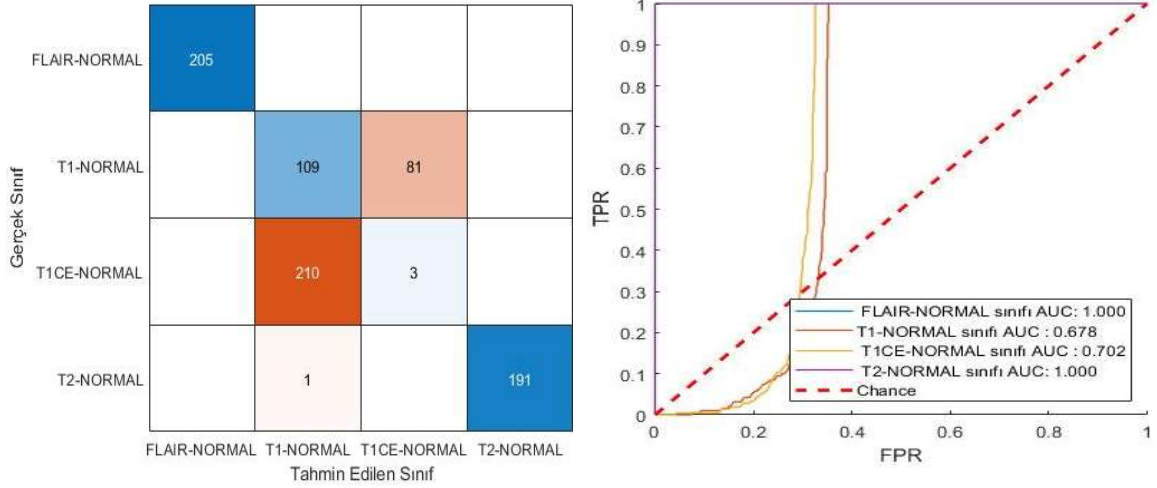 Gerçek Sınıf
FLAIR-NORMAL
205
T1-NORMAL
109 81
T1CE-NORMAL
210 3
T2-NORMAL
1 191
FLAIR-NORMAL T1-NORMAL T1CE-NORMAL T2-NORMAL
Tahmin Edilen Sınıf
TPR
1
0.9
0.8
0.7
0.6
0.5
0.4
0.3
0.2
0.1
0
FLAIR-NORMAL sınıfı AUC: 1.000
T1-NORMAL sınıfı AUC : 0.678
T1CE-NORMAL sınıfı AUC : 0.702
T2-NORMAL sınıfı AUC: 1.000
Chance
0 0.2 0.4 0.6 0.8 1
FPR